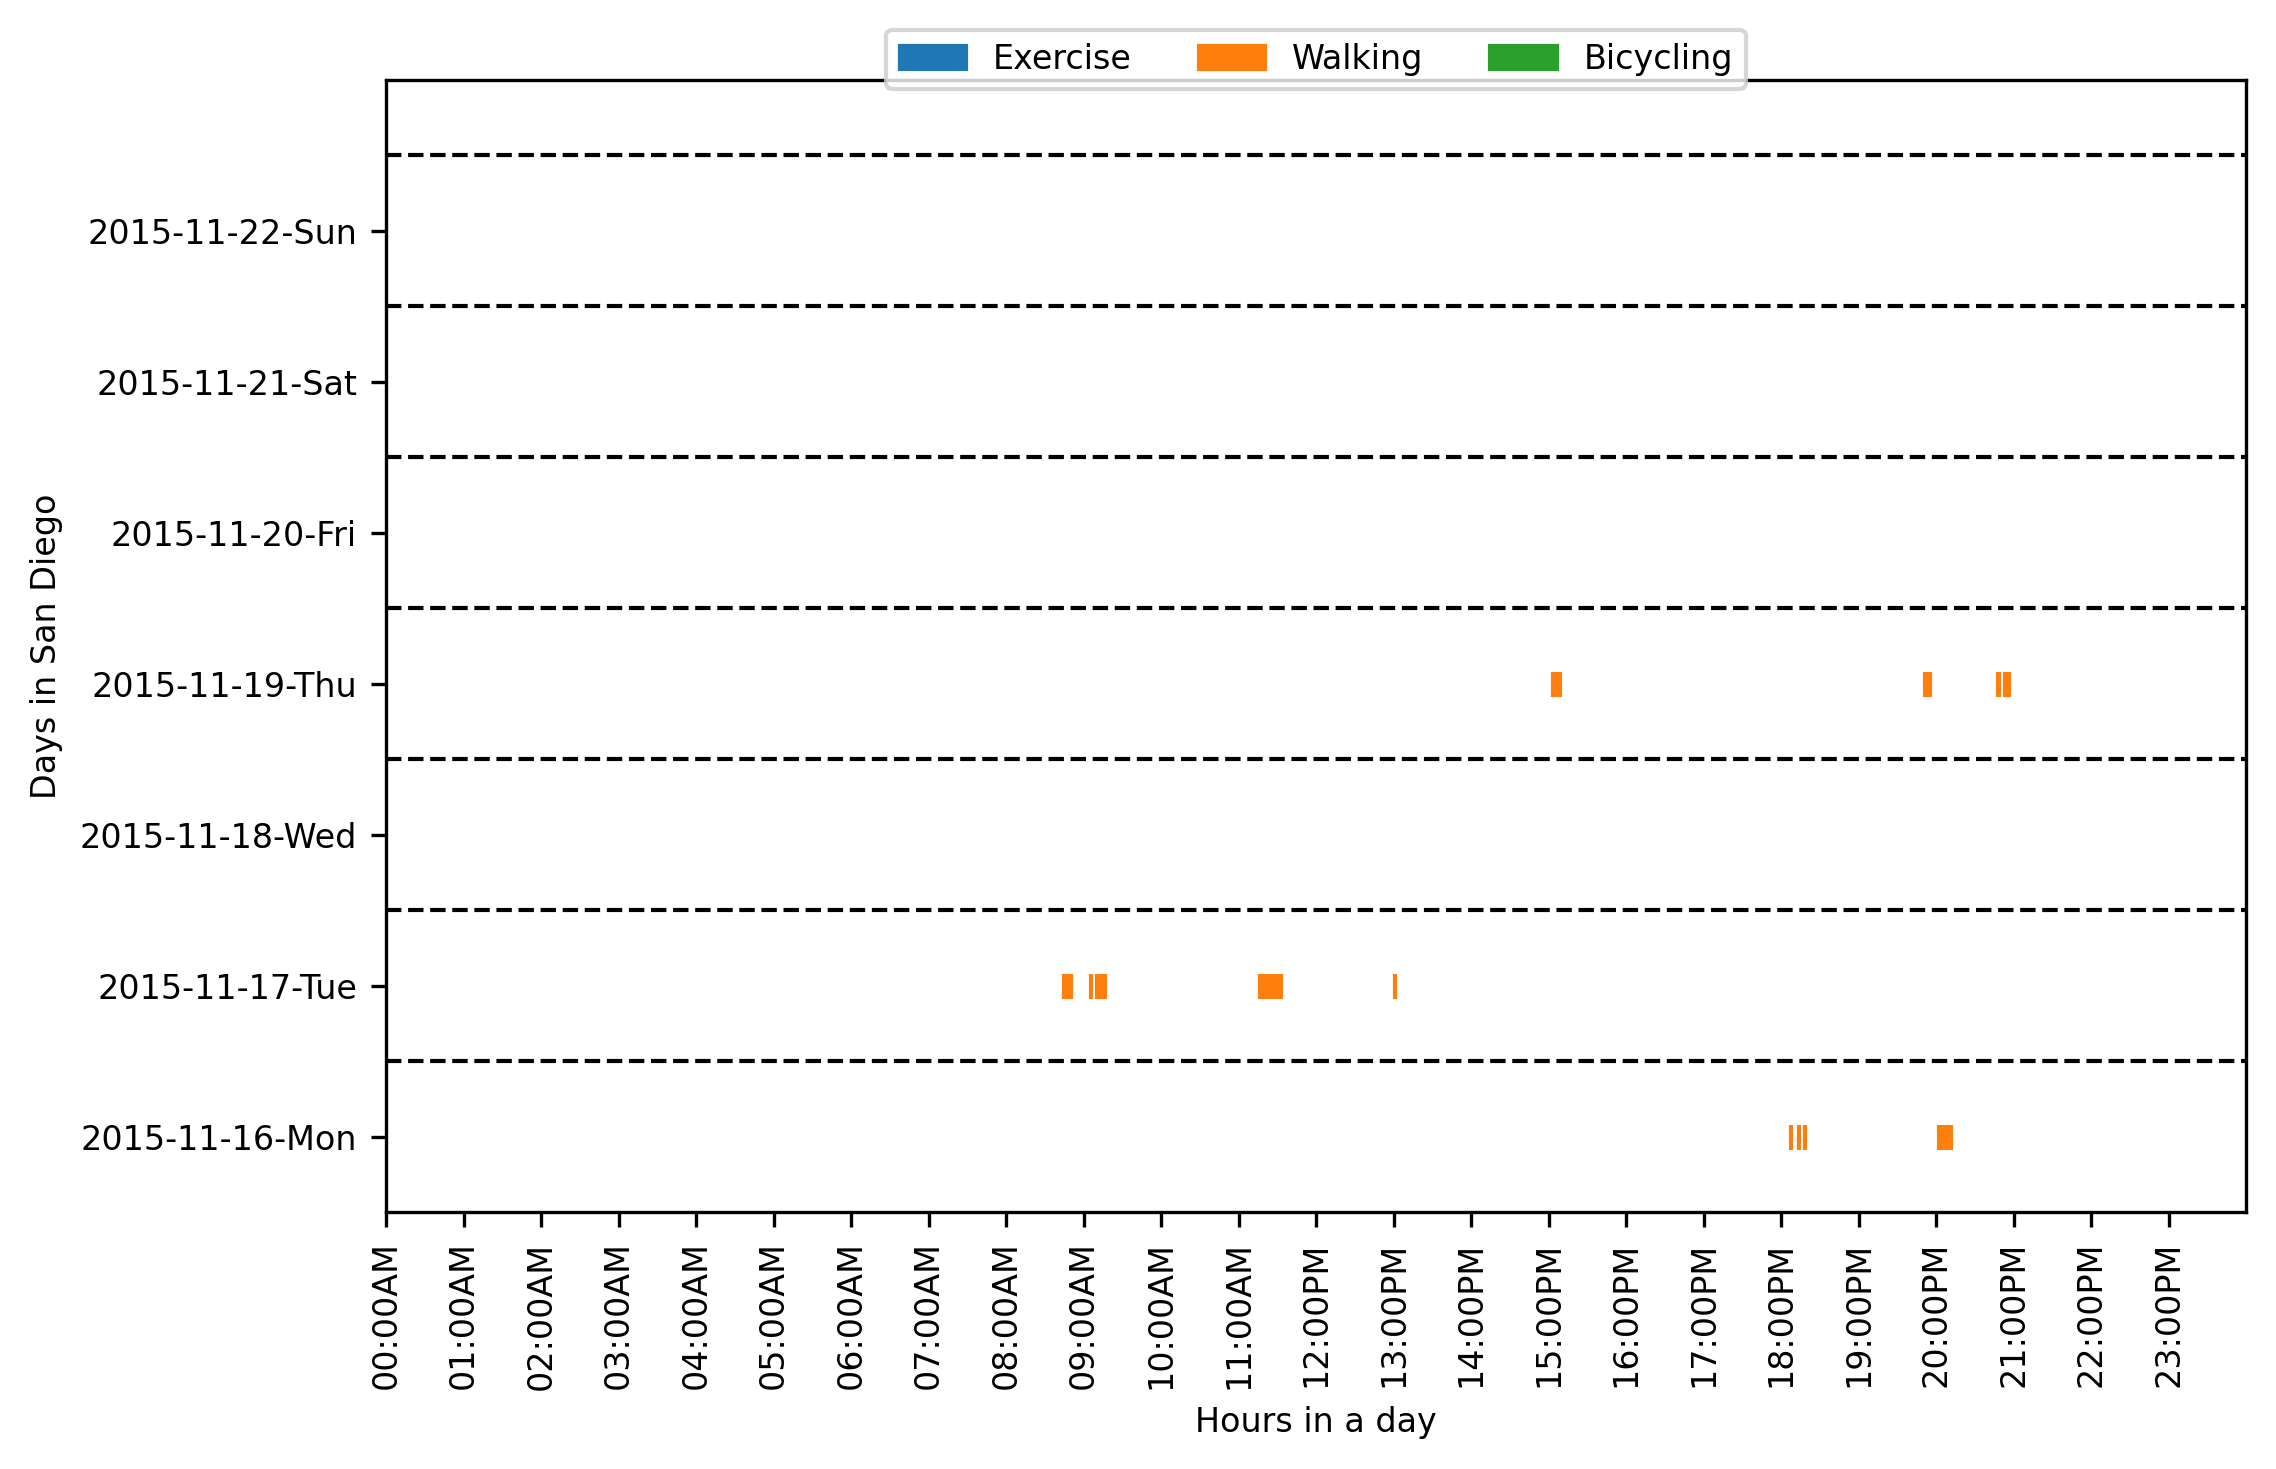 Exercise Walking Bicycling
Days in San Diego
2015-11-22-Sun
2015-11-21-Sat
2015-11-20-Fri
2015-11-19-Thu
2015-11-18-Wed
2015-11-17-Tue
2015-11-16-Mon
00:00AM
01:00AM
02:00AM
03:00AM
04:00AM
05:00AM
06:00AM
07:00AM
08:00AM
09:00AM
10:00AM
11:00AM
12:00PM
13:00PM
14:00PM
15:00PM
16:00PM
17:00PM
18:00PM
19:00PM
20:00PM
21:00PM
22:00PM
23:00PM
Hours in a day